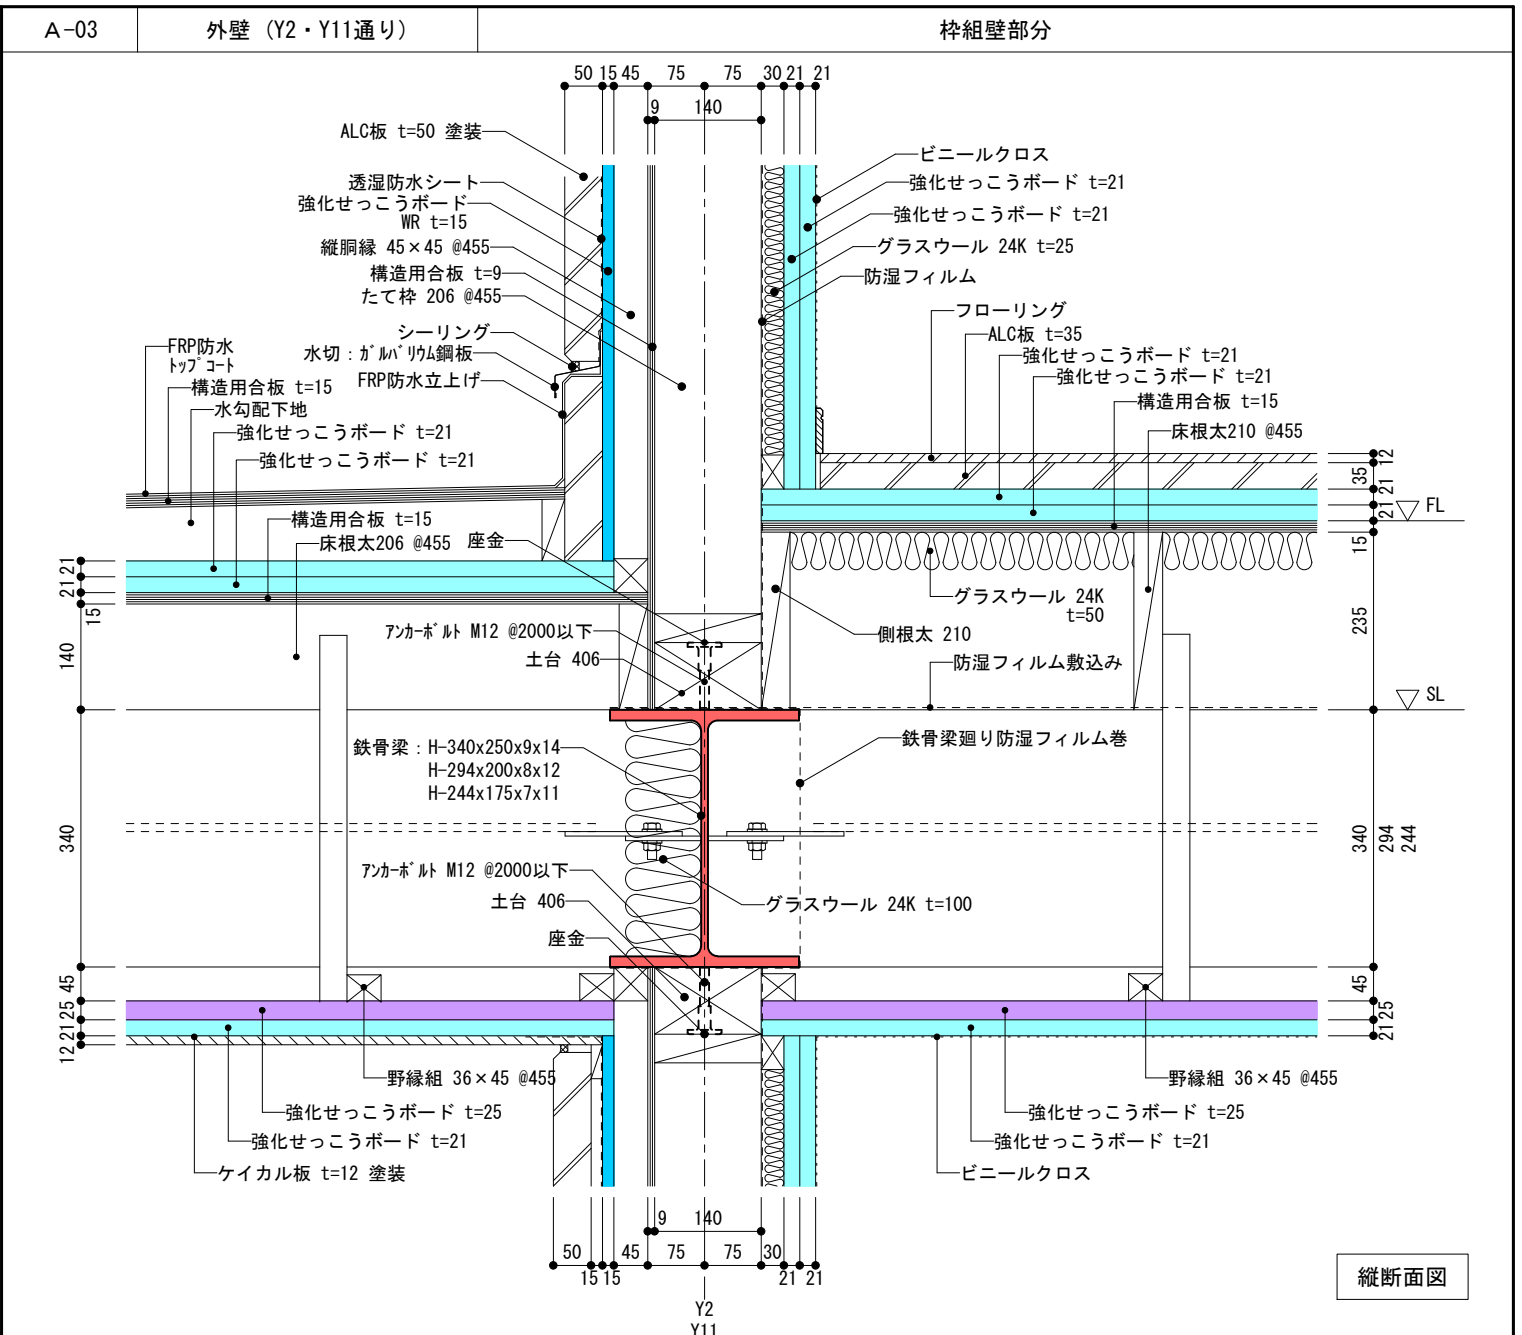 A-03
外壁 (Y2・Y11通り)
枠組壁部分
50 15 45 75 75 30 21 21
9 140
ALC板 t=50 塗装
透湿防水シート
強化せっこうボード
WR t=15
縦胴縁 45×45 @455
構造用合板 t=9
たて枠 206 @455
シーリング
水切：ガルバリウム鋼板
FRP防水立上げ
FRP防水
トップコート
構造用合板 t=15
水勾配下地
強化せっこうボード t=21
強化せっこうボード t=21
構造用合板 t=15
床根太206 @455
座金
アンカーボルト M12 @2000以下
土台 406
ビニールクロス
強化せっこうボード t=21
強化せっこうボード t=21
グラスウール 24K t=25
防湿フィルム
フローリング
ALC板 t=35
強化せっこうボード t=21
強化せっこうボード t=21
構造用合板 t=15
床根太210 @455
グラスウール 24K
t=50
側根太 210
防湿フィルム敷込み
鉄骨梁廻り防湿フィルム巻
12
35
21
21
15
235
FL
SL
340
294
244
45
25
21
21
21
15
140
340
45
25
21
12
鉄骨梁：H-340x250x9x14
H-294x200x8x12
H-244x175x7x11
アンカーボルト M12 @2000以下
土台 406
座金
グラスウール 24K t=100
野縁組 36×45 @455
強化せっこうボード t=25
強化せっこうボード t=21
ケイカル板 t=12 塗装
野縁組 36×45 @455
強化せっこうボード t=25
強化せっこうボード t=21
ビニールクロス
9 140
50 45 75 75 30
15 15 21 21
Y2
Y11
縦断面図